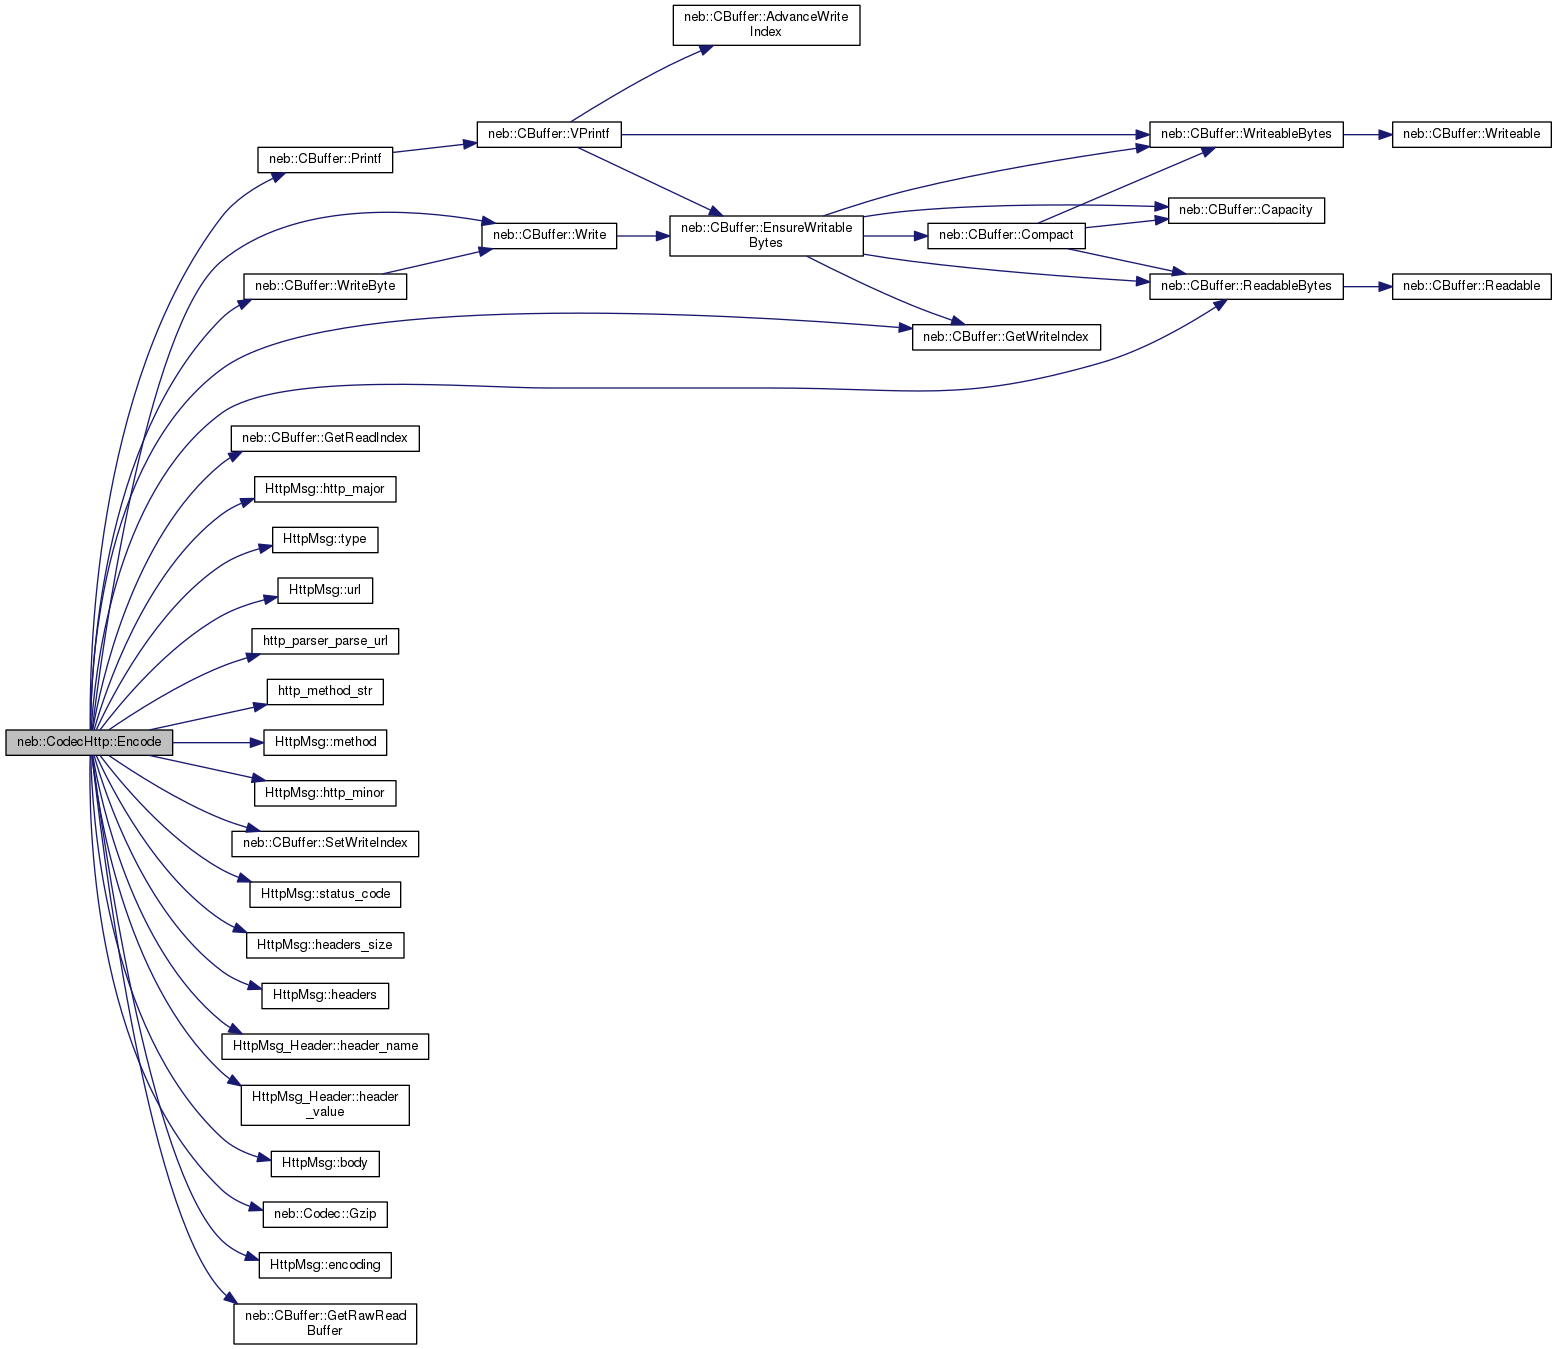 neb::CBuffer::AdvanceWrite
Index
neb::CBuffer::VPrintf
neb::CBuffer::WriteableBytes
neb::CBuffer::Writeable
neb::CBuffer::Printf
neb::CBuffer::Capacity
neb::CBuffer::Write
neb::CBuffer::EnsureWritable
Bytes
neb::CBuffer::Compact
neb::CBuffer::WriteByte
neb::CBuffer::ReadableBytes
neb::CBuffer::Readable
neb::CBuffer::GetWriteIndex
neb::CBuffer::GetReadIndex
HttpMsg::http_major
HttpMsg::type
HttpMsg::url
http_parser_parse_url
http_method_str
neb::CodecHttp::Encode
HttpMsg::method
HttpMsg::http_minor
neb::CBuffer::SetWriteIndex
HttpMsg::status_code
HttpMsg::headers_size
HttpMsg::headers
HttpMsg_Header::header_name
HttpMsg_Header::header
_value
HttpMsg::body
neb::Codec::Gzip
HttpMsg::encoding
neb::CBuffer::GetRawRead
Buffer